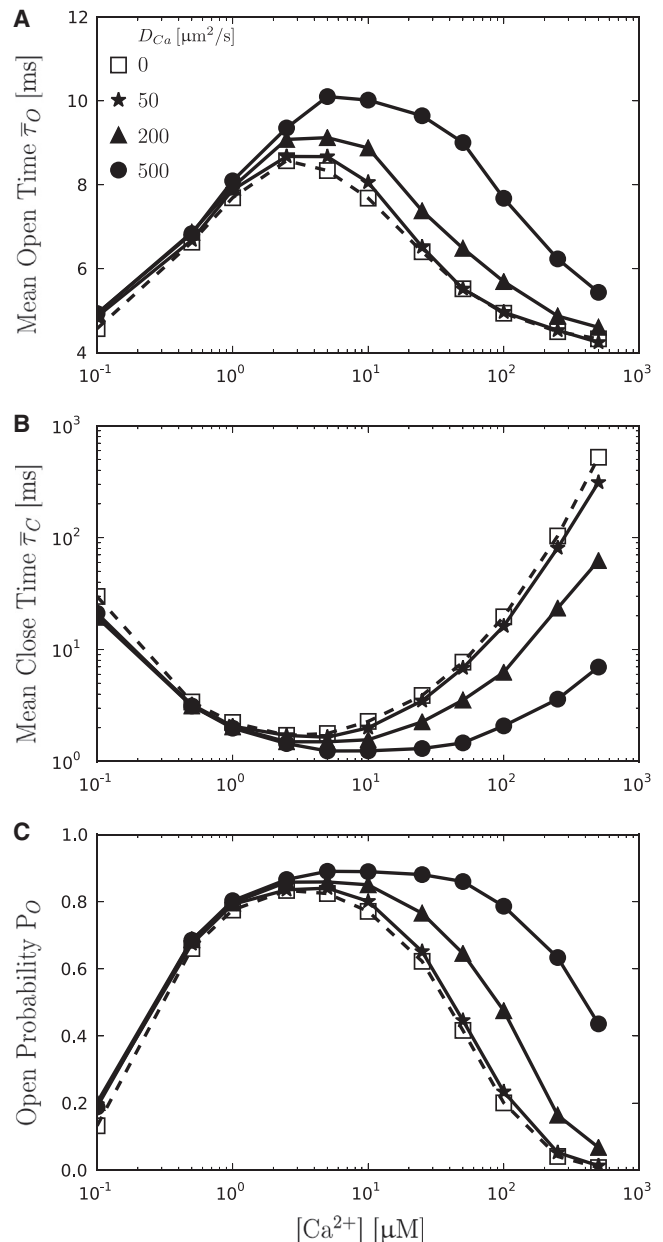 A
D_Ca [μm²/s]
0
50
200
500
Mean Open Time τ̅_O [ms]
12
10
8
6
4
10⁻¹ 10⁰ 10¹ 10² 10³
B
Mean Close Time τ̅_C [ms]
10³
10²
10¹
10⁰
10⁻¹ 10⁰ 10¹ 10² 10³
C
Open Probability P_O
1.0
0.8
0.6
0.4
0.2
0.0
10⁻¹ 10⁰ 10¹ 10² 10³
[Ca²⁺] [μM]